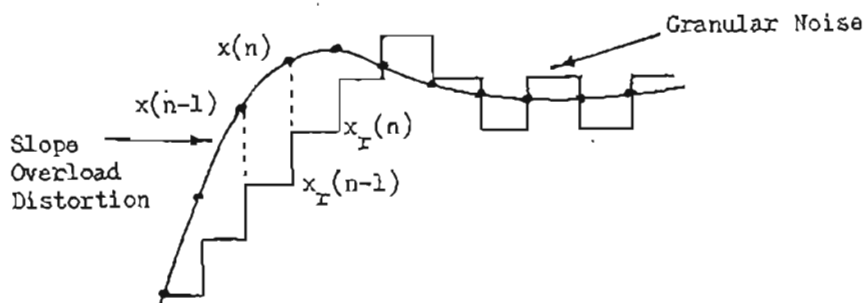 Granular Noise
x(n)
x(n-1)
Slope
Overload
Distortion
x_r(n)
x_r(n-1)